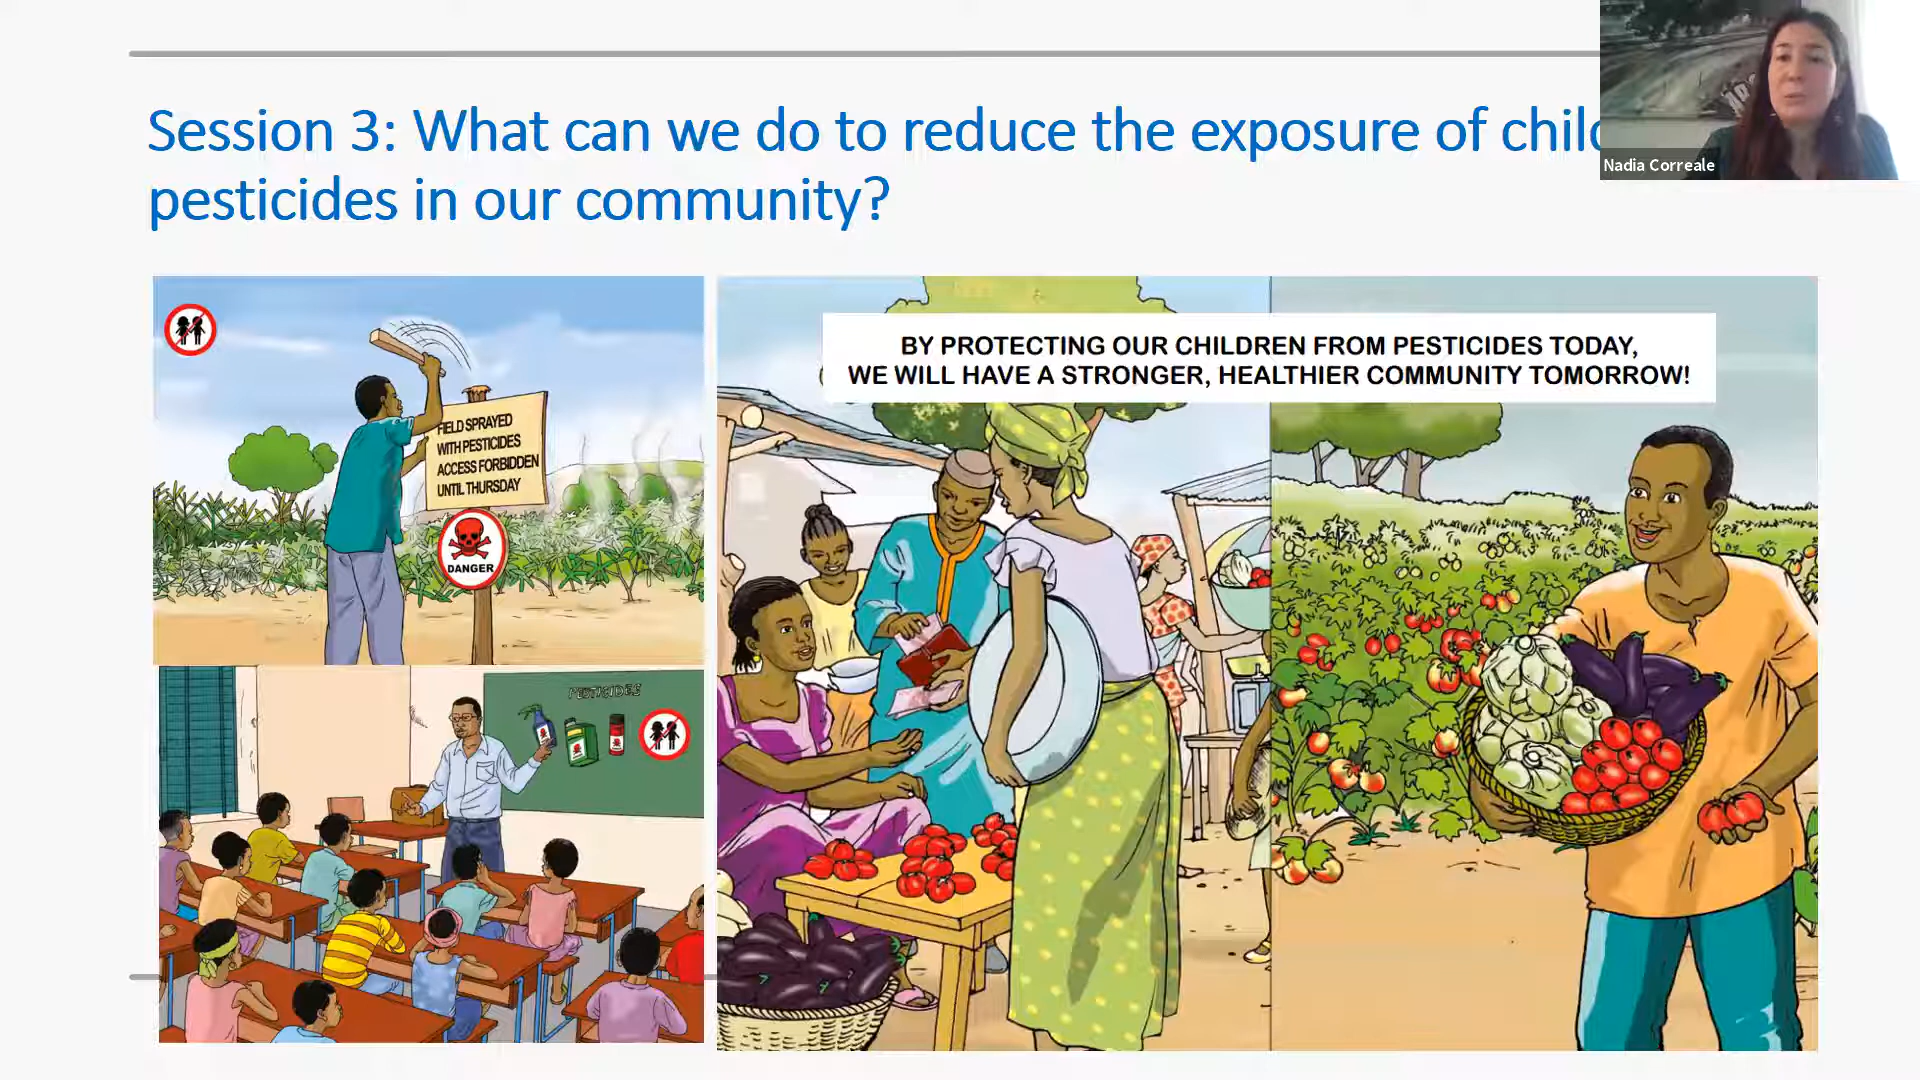 Session 3: What can we do to reduce the exposure of chil
pesticides in our community?
Nadia Correale
BY PROTECTING OUR CHILDREN FROM PESTICIDES TODAY,
WE WILL HAVE A STRONGER, HEALTHIER COMMUNITY TOMORROW!
FIELD SPRAYED
WITH PESTICIDES
ACCESS FORBIDDEN
UNTIL THURSDAY
DANGER
PESTICIDES